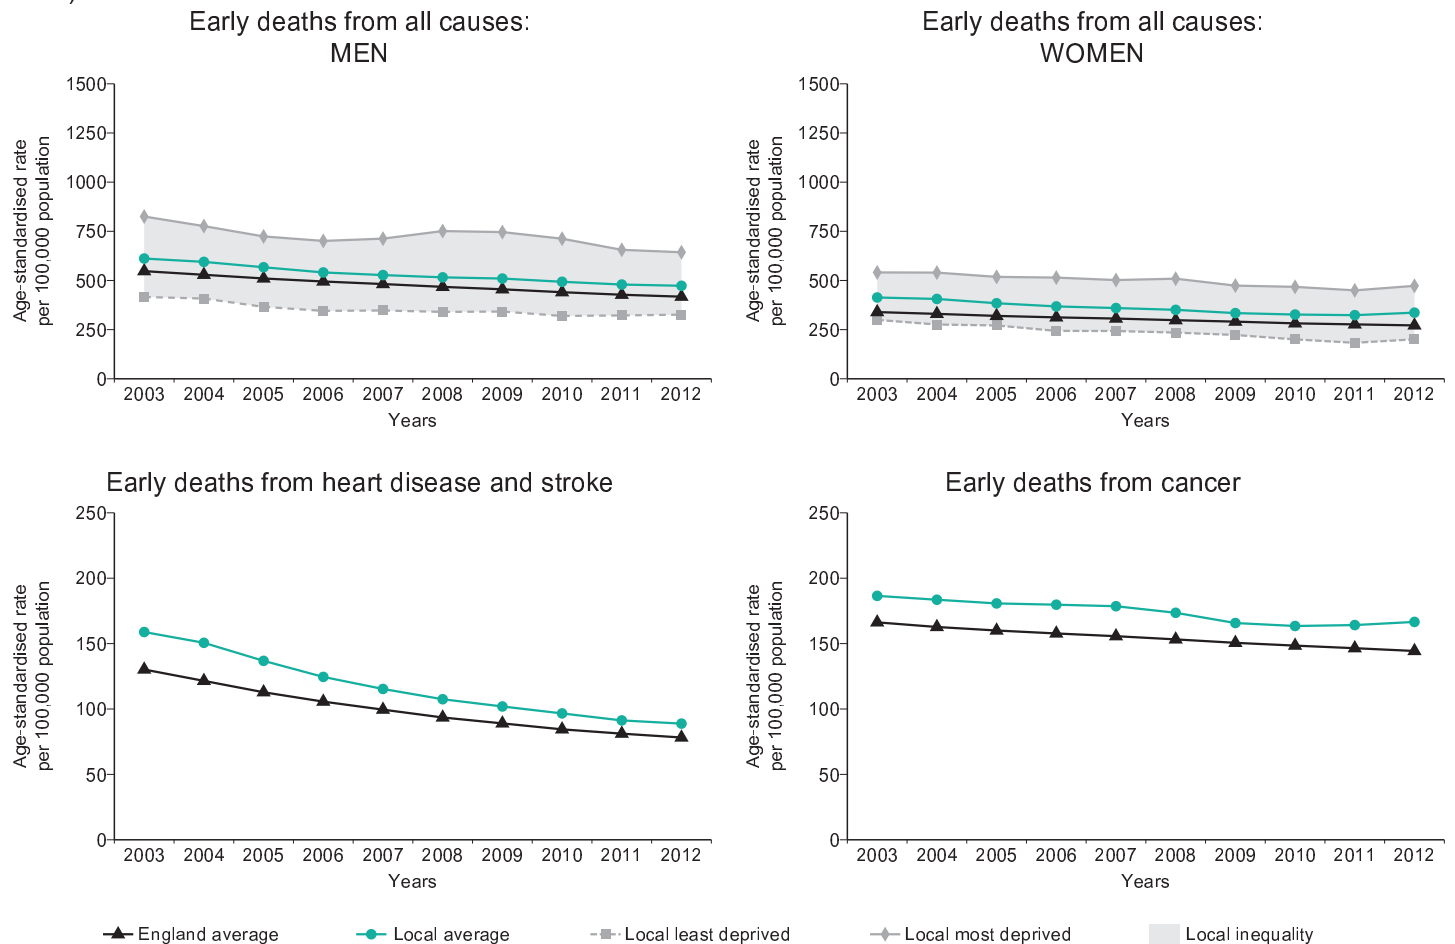 Early deaths from all causes:
MEN
Age-standardised rate
per 100,000 population
1500
1250
1000
750
500
250
0
2003 2004 2005 2006 2007 2008 2009 2010 2011 2012
Years
Early deaths from all causes:
WOMEN
Age-standardised rate
per 100,000 population
1500
1250
1000
750
500
250
0
2003 2004 2005 2006 2007 2008 2009 2010 2011 2012
Years
Early deaths from heart disease and stroke
Age-standardised rate
per 100,000 population
250
200
150
100
50
0
2003 2004 2005 2006 2007 2008 2009 2010 2011 2012
Years
Early deaths from cancer
Age-standardised rate
per 100,000 population
250
200
150
100
50
0
2003 2004 2005 2006 2007 2008 2009 2010 2011 2012
Years
England average Local average Local least deprived Local most deprived Local inequality